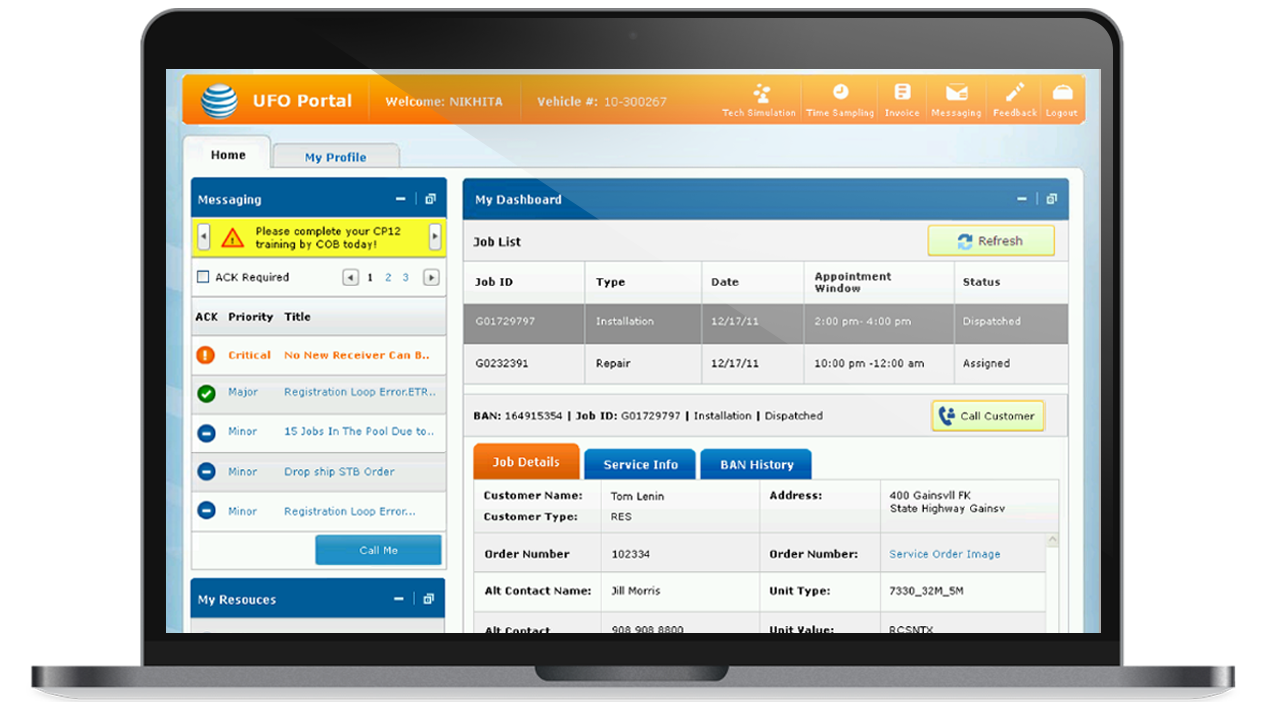 UFO Portal
Welcome: NIKHITA
Vehicle #: 10-300267
Tech Simulation
Time Sampling
Invoice
Messaging
Feedback
Logout
Home
My Profile
Messaging
Please complete your CP12
training by COB today!
ACK Required
1 2 3
ACK Priority Title
Critical No New Receiver Can B..
Major Registration Loop Error.ETR..
Minor 15 Jobs In The Pool Due to..
Minor Drop ship STB Order
Minor Registration Loop Error...
Call Me
My Resouces
My Dashboard
Job List
Refresh
Job ID Type Date Appointment Window Status
G01729797 Installation 12/17/11 2:00 pm- 4:00 pm Dispatched
G0232391 Repair 12/17/11 10:00 pm -12:00 am Assigned
BAN: 164915354 | Job ID: G01729797 | Installation | Dispatched
Call Customer
Job Details
Service Info
BAN History
Customer Name: Tom Lenin Address: 400 Gainsvll FK
State Highway Gainsv
Customer Type: RES
Order Number 102334 Order Number: Service Order Image
Alt Contact Name: Jill Morris Unit Type: 7330_32M_5M
Alt Contact 908 908 8800 Unit Value: RCSNTX